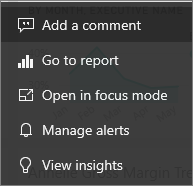 Add a comment
Go to report
Open in focus mode
Manage alerts
View insights